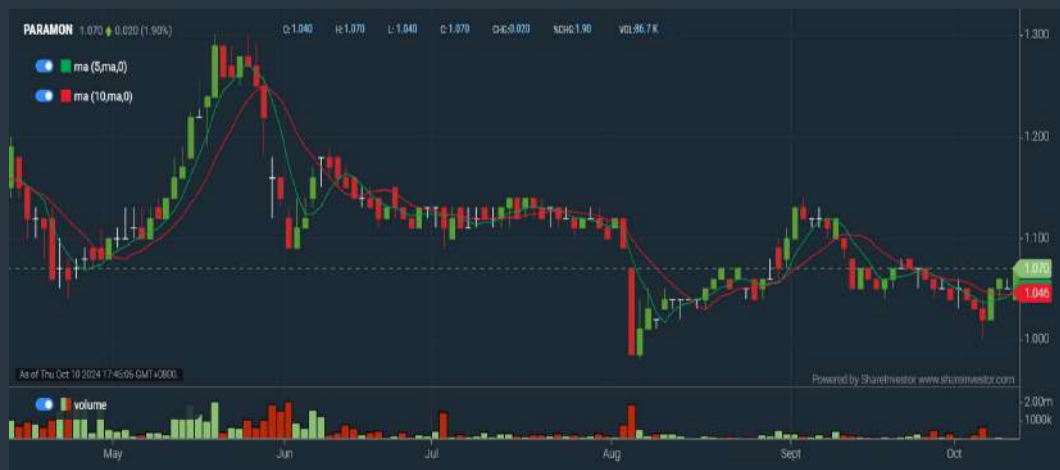 PARAMON 1.070 0.020 (1.90%) O:1.040 H:1.070 L: 1.040 C:1.070 CHG:0.020 %CHG:1.90 VOL:86.7 K
ma (5,ma,0)
ma (10,ma,0)
1.300
1.200
1.100
1.070
1.046
1.000
As of Thu Oct 10 2024 17:45:06 GMT+0800.
Powered by ShareInvestor www.shareinvestor.com
volume
2.00m
1000k
May Jun Jul Aug Sept Oct